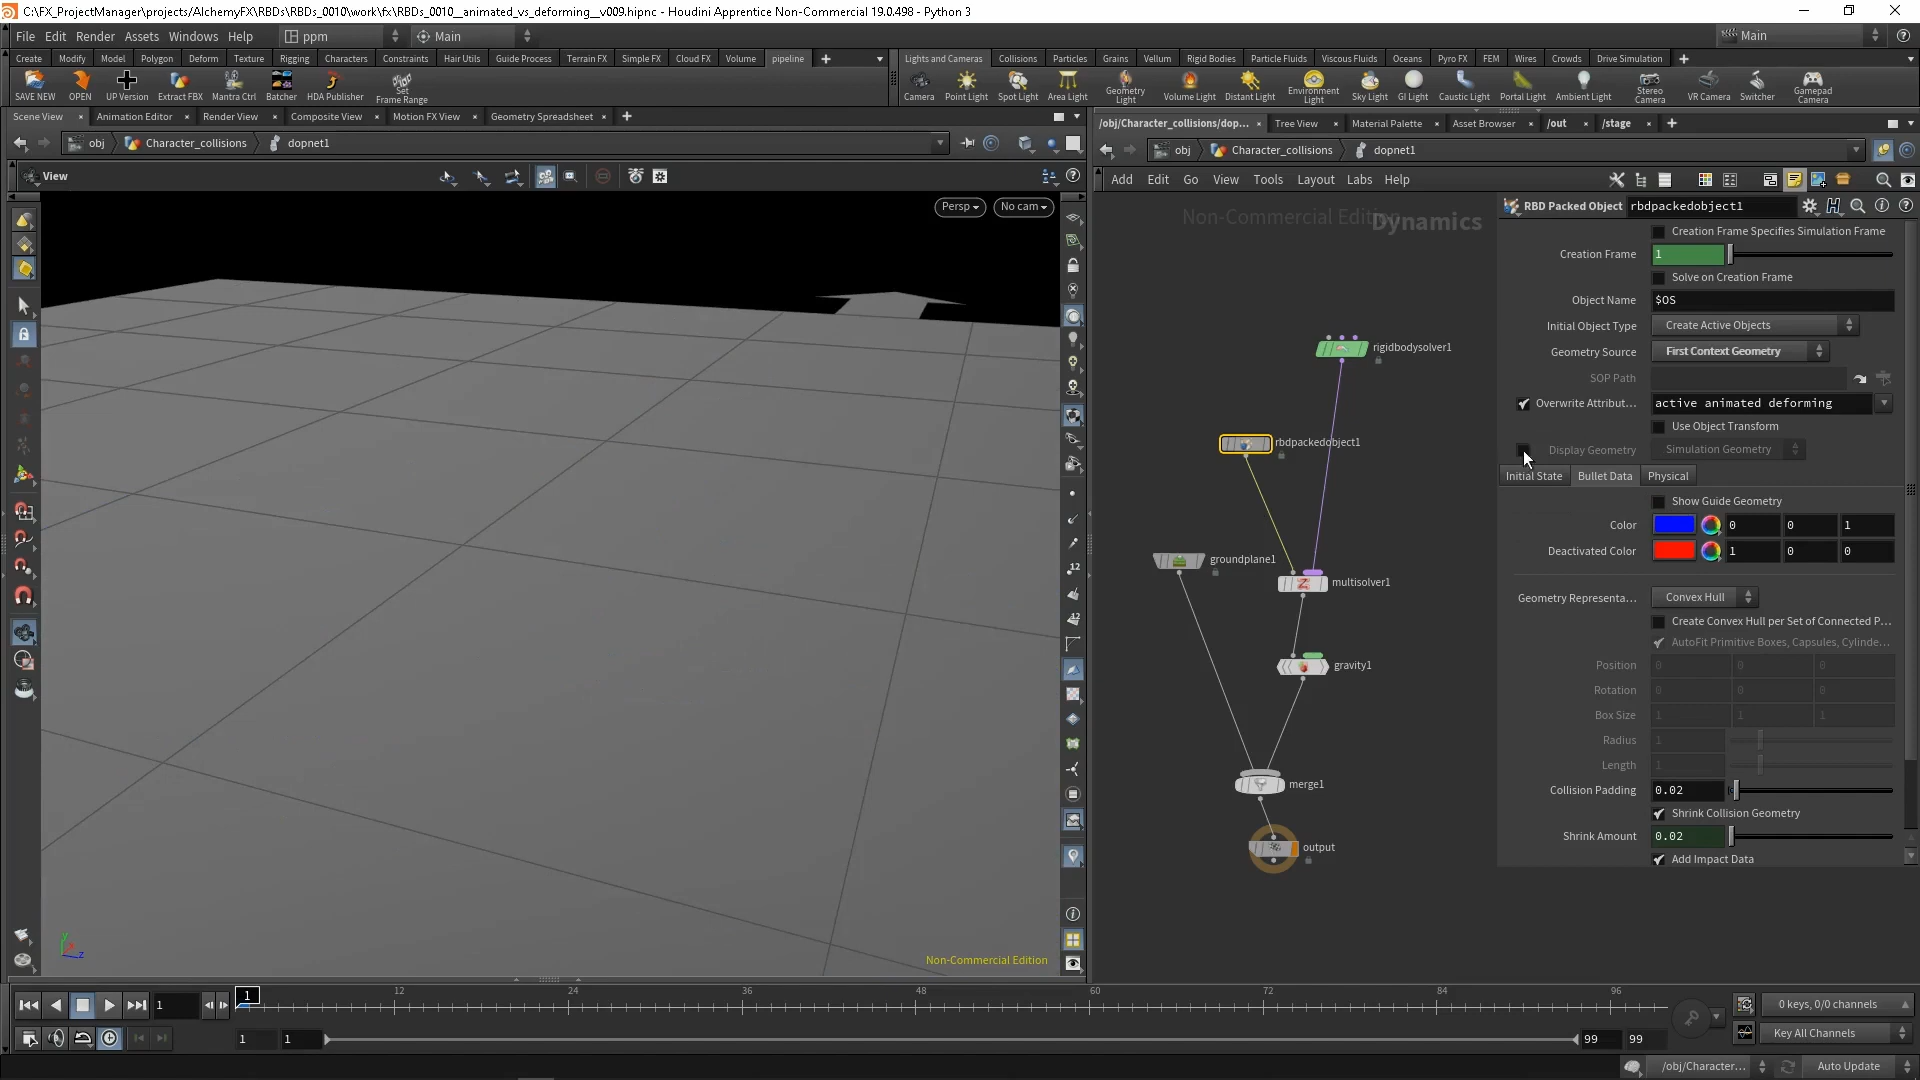 C:\FX_ProjectManager\projects\AlchemyFX\RBDs\RBDs_0010\work\fx\RBDs_0010__animated_vs_deforming__v009.hipnc - Houdini Apprentice Non-Commercial 19.0.498 - Python 3
File Edit Render Assets Windows Help ppm Main Main
Create Modify Model Polygon Deform Texture Rigging Characters Constraints Hair Utils Guide Process Terrain FX Simple FX Cloud FX Volume pipeline
Lights and Cameras Collisions Particles Grains Vellum Rigid Bodies Particle Fluids Viscous Fluids Oceans Pyro FX FEM Wires Crowds Drive Simulation
SAVE NEW OPEN UP Version Extract FBX Mantra Ctrl Batcher HDA Publisher Set Frame Range
Camera Point Light Spot Light Area Light Geometry Light Volume Light Distant Light Environment Light Sky Light GI Light Caustic Light Portal Light Ambient Light Stereo Camera VR Camera Switcher Gamepad Camera
Scene View Animation Editor Render View Composite View Motion FX View Geometry Spreadsheet
/obj/Character_collisions/dop... Tree View Material Palette Asset Browser /out /stage
obj Character_collisions dopnet1
obj Character_collisions dopnet1
View
Add Edit Go View Tools Layout Labs Help
Persp No cam
Non-Commercial Edition
Dynamics
RBD Packed Object rbdpackedobject1
Creation Frame Specifies Simulation Frame
Creation Frame 1
Solve on Creation Frame
Object Name $OS
Initial Object Type Create Active Objects
Geometry Source First Context Geometry
SOP Path
Overwrite Attribut... active animated deforming
Use Object Transform
Display Geometry Simulation Geometry
Initial State Bullet Data Physical
Show Guide Geometry
Color 0 0 1
Deactivated Color 1 0 0
Geometry Representa... Convex Hull
Create Convex Hull per Set of Connected P...
AutoFit Primitive Boxes, Capsules, Cylinde...
Position 0 0 0
Rotation 0 0 0
Box Size 1 1 1
Radius 1
Length 1
Collision Padding 0.02
Shrink Collision Geometry
Shrink Amount 0.02
Add Impact Data
rigidbodysolver1
rbdpackedobject1
groundplane1
multisolver1
gravity1
merge1
output
12
12
y
z
Non-Commercial Edition
1 1 12 24 36 48 60 72 84 96
0 keys, 0/0 channels
1 1 99 99
Key All Channels
/obj/Character... Auto Update